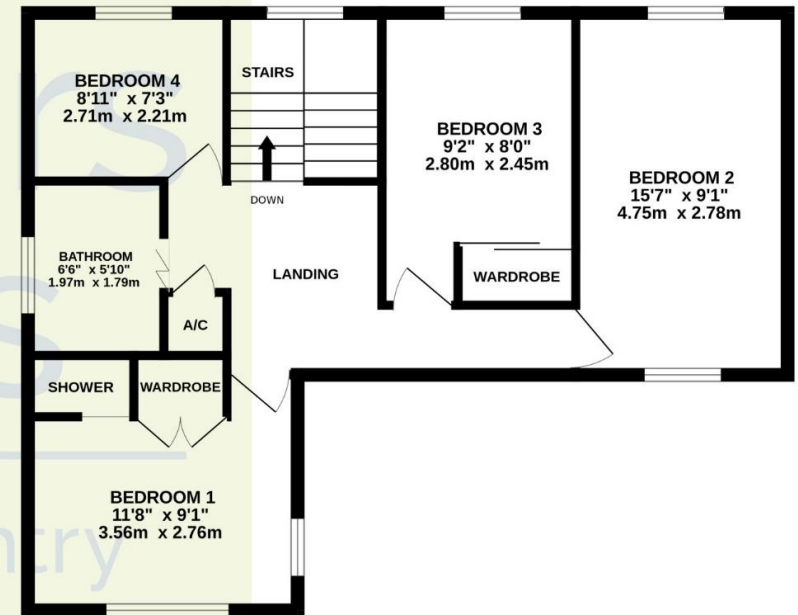 BEDROOM 4
8'11" x 7'3"
2.71m x 2.21m
STAIRS
DOWN
BEDROOM 3
9'2" x 8'0"
2.80m x 2.45m
BEDROOM 2
15'7" x 9'1"
4.75m x 2.78m
BATHROOM
6'6" x 5'10"
1.97m x 1.79m
LANDING
WARDROBE
A/C
SHOWER
WARDROBE
BEDROOM 1
11'8" x 9'1"
3.56m x 2.76m